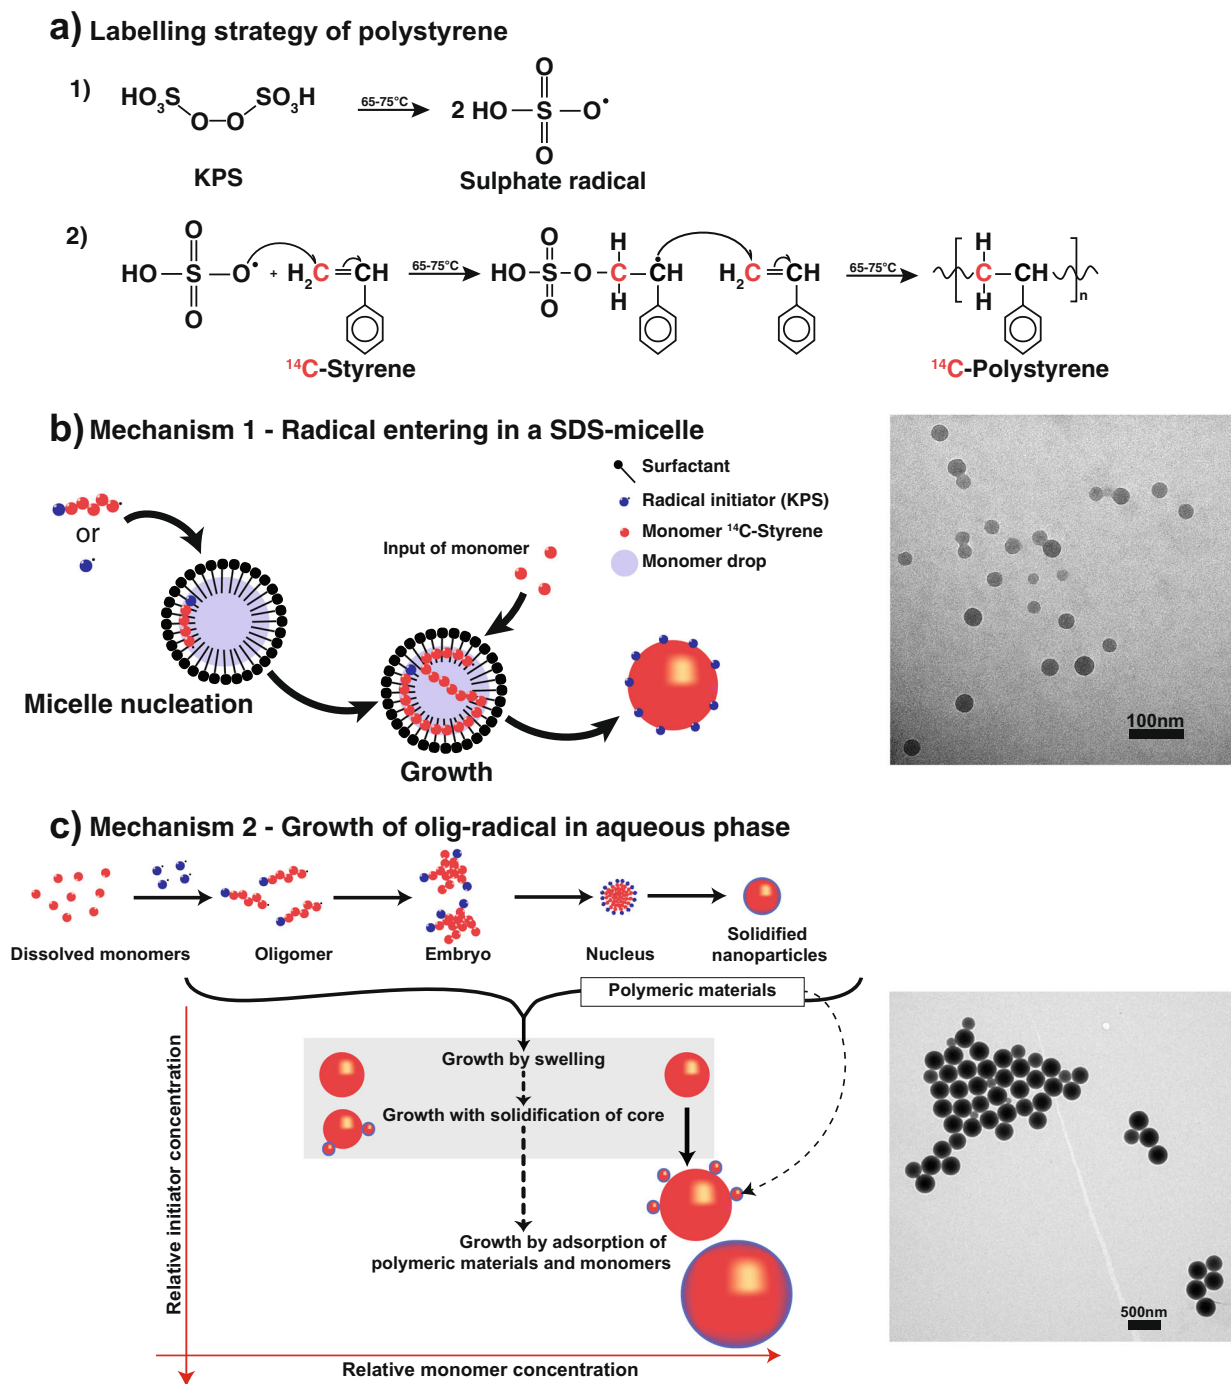 a) Labelling strategy of polystyrene
1)
HO3S SO3H
O–O
65-75°C
2 HO–S–O•
O
O
KPS
Sulphate radical
2)
O
HO–S–O• + H2C=CH
O
65-75°C
O H
HO–S–O–C–CH H2C=CH
O H
65-75°C
H
C–CH
H
n
14C-Styrene
14C-Polystyrene
b) Mechanism 1 - Radical entering in a SDS-micelle
Surfactant
Radical initiator (KPS)
Monomer 14C-Styrene
Monomer drop
or
Input of monomer
Micelle nucleation
Growth
100nm
c) Mechanism 2 - Growth of olig-radical in aqueous phase
Dissolved monomers
Oligomer
Embryo
Nucleus
Solidified
nanoparticles
Polymeric materials
Growth by swelling
Growth with solidification of core
Growth by adsorption of
polymeric materials and monomers
Relative initiator concentration
Relative monomer concentration
500nm